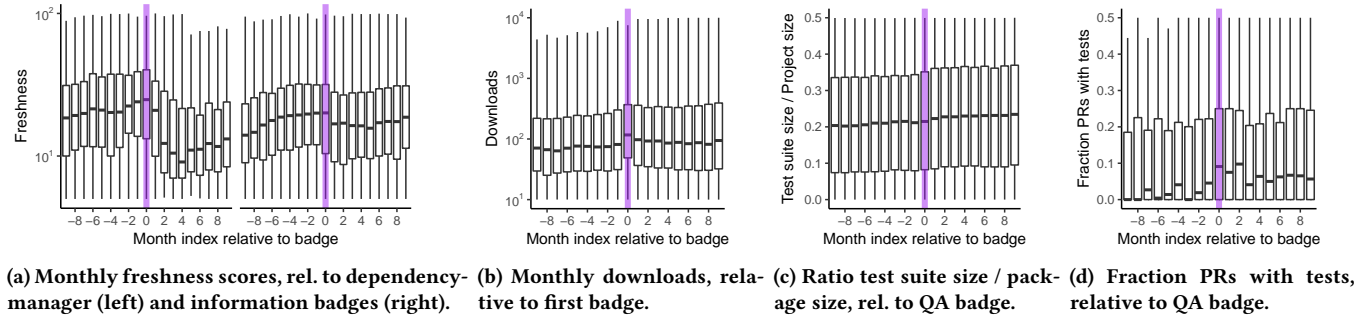 10²
10¹
Freshness
−8 −6 −4 −2 0 2 4 6 8
−8 −6 −4 −2 0 2 4 6 8
Month index relative to badge
(a) Monthly freshness scores, rel. to dependency-
manager (left) and information badges (right).
10⁴
10³
10²
10¹
Downloads
−8 −6 −4 −2 0 2 4 6 8
Month index relative to badge
(b) Monthly downloads, rela-
tive to first badge.
0.5
0.4
0.3
0.2
0.1
0.0
Test suite size / Project size
−8 −6 −4 −2 0 2 4 6 8
Month index relative to badge
(c) Ratio test suite size / pack-
age size, rel. to QA badge.
0.5
0.4
0.3
0.2
0.1
0.0
Fraction PRs with tests
−8 −6 −4 −2 0 2 4 6 8
Month index relative to badge
(d) Fraction PRs with tests,
relative to QA badge.